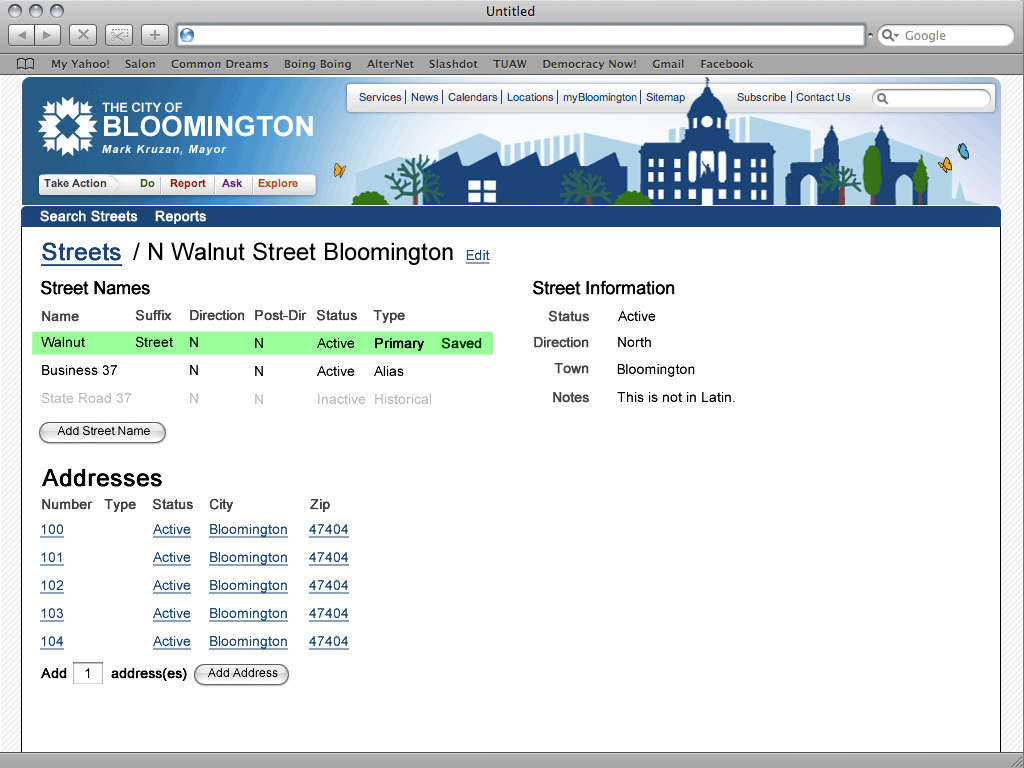 Untitled
Google
My Yahoo! Salon Common Dreams Boing Boing AlterNet Slashdot TUAW Democracy Now! Gmail Facebook
Services News Calendars Locations myBloomington Sitemap Subscribe Contact Us
THE CITY OF
BLOOMINGTON
Mark Kruzan, Mayor
Take Action Do Report Ask Explore
Search Streets Reports
Streets / N Walnut Street Bloomington Edit
Street Names
Name Suffix Direction Post-Dir Status Type
Walnut Street N N Active Primary Saved
Business 37 N N Active Alias
State Road 37 N N Inactive Historical
Add Street Name
Street Information
Status Active
Direction North
Town Bloomington
Notes This is not in Latin.
Addresses
Number Type Status City Zip
100 Active Bloomington 47404
101 Active Bloomington 47404
102 Active Bloomington 47404
103 Active Bloomington 47404
104 Active Bloomington 47404
Add 1 address(es) Add Address